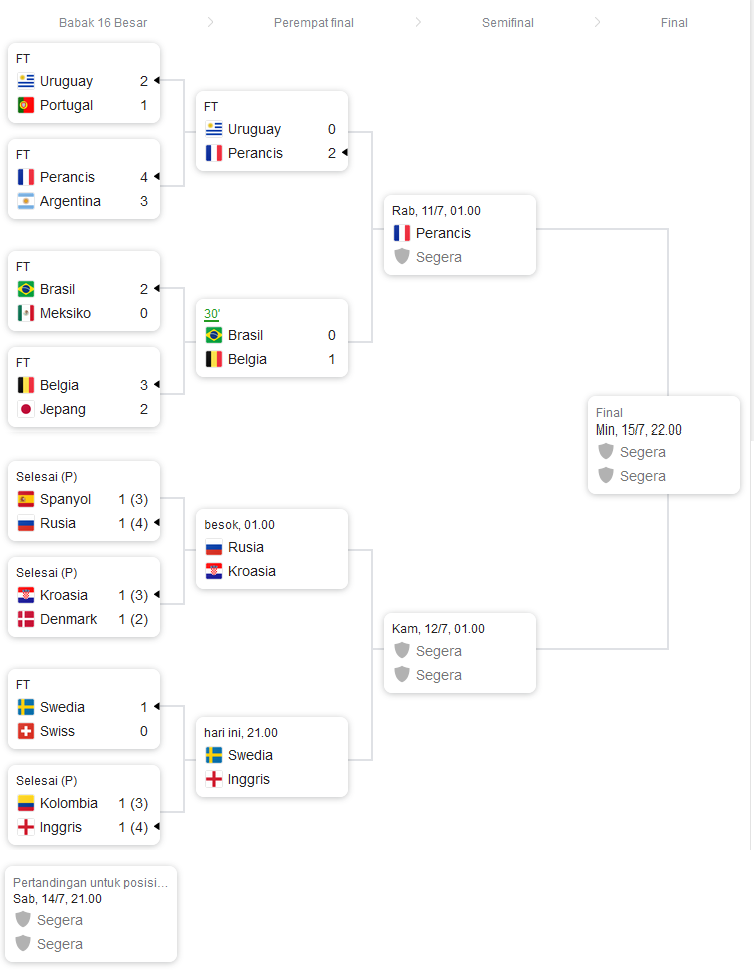 Babak 16 Besar
Perempat final
Semifinal
Final
FT
Uruguay 2
Portugal 1
FT
Perancis 4
Argentina 3
FT
Brasil 2
Meksiko 0
FT
Belgia 3
Jepang 2
Selesai (P)
Spanyol 1 (3)
Rusia 1 (4)
Selesai (P)
Kroasia 1 (3)
Denmark 1 (2)
FT
Swedia 1
Swiss 0
Selesai (P)
Kolombia 1 (3)
Inggris 1 (4)
FT
Uruguay 0
Perancis 2
30'
Brasil 0
Belgia 1
besok, 01.00
Rusia
Kroasia
hari ini, 21.00
Swedia
Inggris
Rab, 11/7, 01.00
Perancis
Segera
Kam, 12/7, 01.00
Segera
Segera
Final
Min, 15/7, 22.00
Segera
Segera
Pertandingan untuk posisi...
Sab, 14/7, 21.00
Segera
Segera